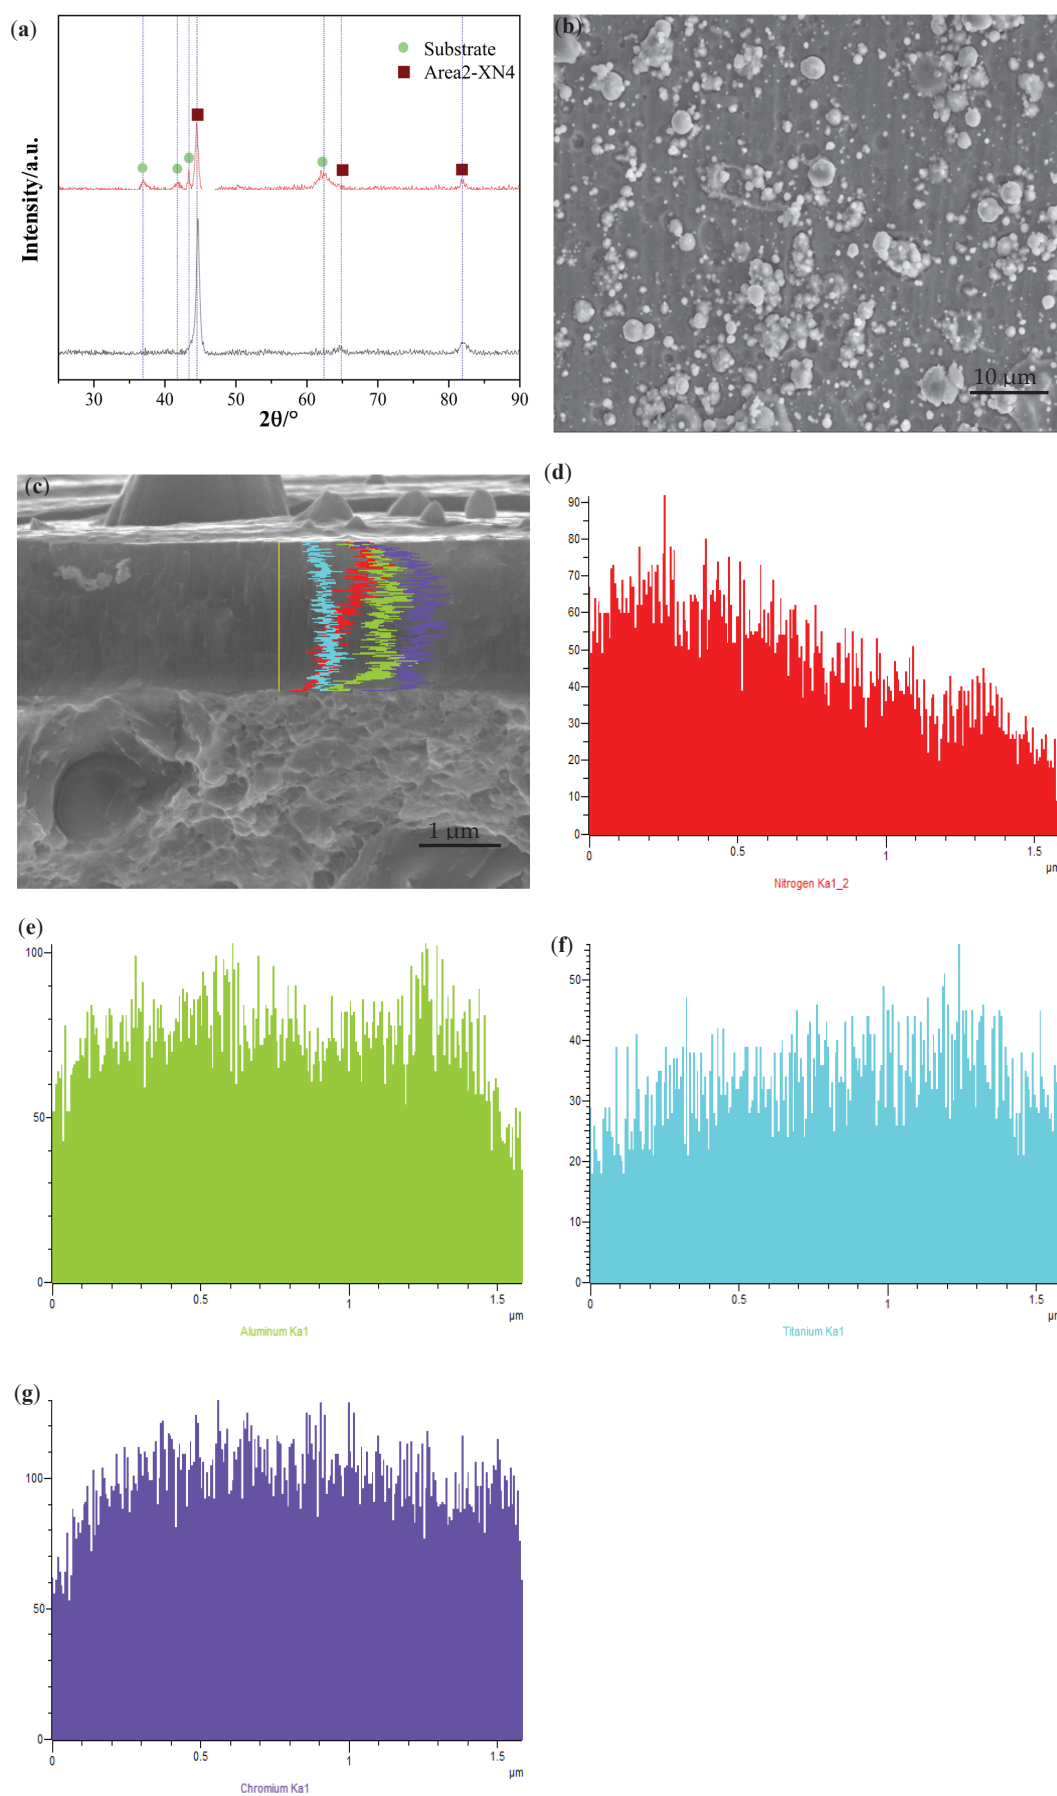 (a)
Substrate
Area2-XN4
Intensity/a.u.
30 40 50 60 70 80 90
2θ/°
(b)
10 μm
(c)
1 μm
(d)
90
80
70
60
50
40
30
20
10
0
0 0.5 1 1.5
μm
Nitrogen Ka1_2
(e)
100
50
0
0 0.5 1 1.5
μm
Aluminum Ka1
(f)
50
40
30
20
10
0
0 0.5 1 1.5
μm
Titanium Ka1
(g)
100
50
0
0 0.5 1 1.5
μm
Chromium Ka1